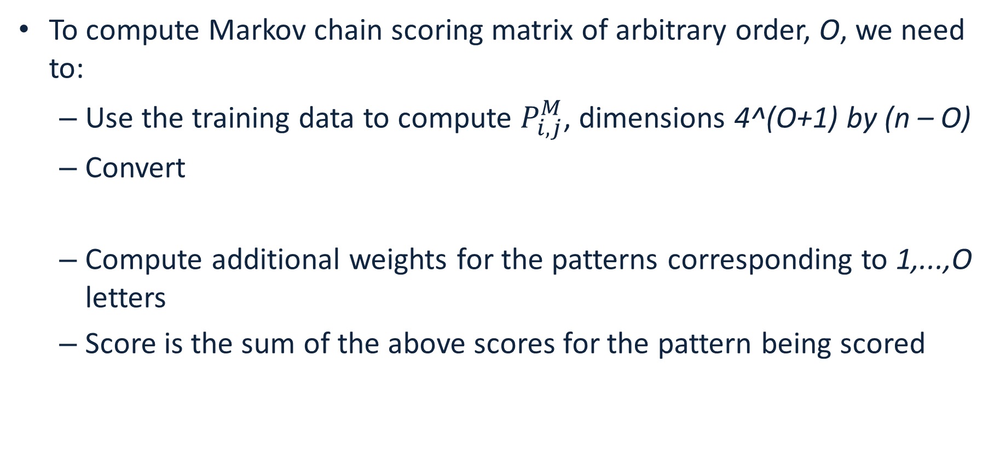 • To compute Markov chain scoring matrix of arbitrary order, O, we need
to:
– Use the training data to compute P^M_{i,j}, dimensions 4^(O+1) by (n – O)
– Convert
– Compute additional weights for the patterns corresponding to 1,...,O
letters
– Score is the sum of the above scores for the pattern being scored